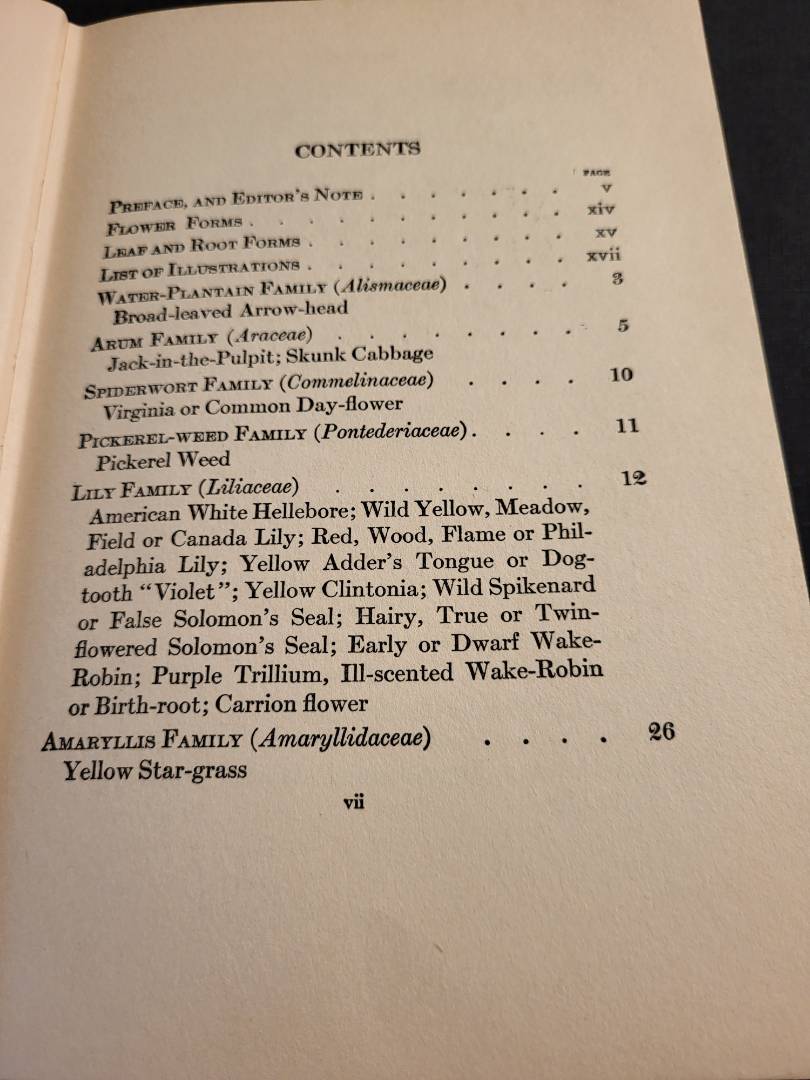 CONTENTS
PAGE
PREFACE, AND EDITOR'S NOTE . . . . . . . v
FLOWER FORMS . . . . . . . . . . . xiv
LEAF AND ROOT FORMS . . . . . . . . . xv
LIST OF ILLUSTRATIONS . . . . . . . . . xvii
WATER-PLANTAIN FAMILY (Alismaceae) . . . . . 3
Broad-leaved Arrow-head
ARUM FAMILY (Araceae) . . . . . . . . . 5
Jack-in-the-Pulpit; Skunk Cabbage
SPIDERWORT FAMILY (Commelinaceae) . . . . 10
Virginia or Common Day-flower
PICKEREL-WEED FAMILY (Pontederiaceae) . . . . 11
Pickerel Weed
LILY FAMILY (Liliaceae) . . . . . . . . 12
American White Hellebore; Wild Yellow, Meadow,
Field or Canada Lily; Red, Wood, Flame or Phil-
adelphia Lily; Yellow Adder's Tongue or Dog-
tooth "Violet"; Yellow Clintonia; Wild Spikenard
or False Solomon's Seal; Hairy, True or Twin-
flowered Solomon's Seal; Early or Dwarf Wake-
Robin; Purple Trillium, Ill-scented Wake-Robin
or Birth-root; Carrion flower
AMARYLLIS FAMILY (Amaryllidaceae) . . . . 26
Yellow Star-grass
vii